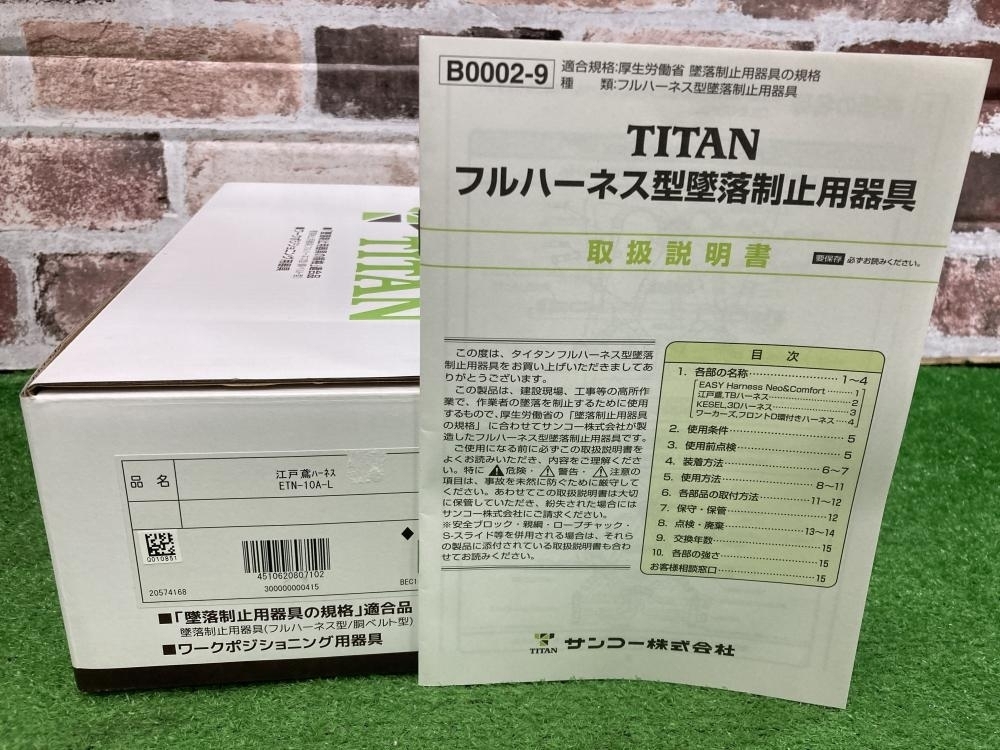 B0002-9
適合規格:厚生労働省 墜落制止用器具の規格
種 類:フルハーネス型墜落制止用器具
TITAN
フルハーネス型墜落制止用器具
取扱説明書
要保存 必ずお読みください。
この度は、タイタンフルハーネス型墜落
制止用器具をお買い上げいただきましてあ
りがとうございます。
この製品は、建設現場、工事等の高所作
業で、作業者の墜落を制止するために使用
するもので、厚生労働省の「墜落制止用器具
の規格」に合わせてサンコー株式会社が製
造したフルハーネス型墜落制止用器具です。
ご使用になる前に必ずこの取扱説明書を
よくお読みいただき、内容をご理解くださ
い。特に⚠危険・⚠警告・⚠注意の
項目は、事故を未然に防ぐために厳守して
ください。あわせてこの取扱説明書は大切
に保管していただき、紛失された場合には
サンコー株式会社にご請求ください。
※安全ブロック・親綱・ロープチャック・
S-スライド等を併用される場合は、それら
の製品に添付されている取扱説明書も合わ
せてお読みください。
目 次
1. 各部の名称 1~4
EASY Harness Neo&Comfort 1
江戸鳶,TBハーネス 2
KESEL,3Dハーネス 3
ワーカーズ,フロントD環付きハーネス 4
2. 使用条件 5
3. 使用前点検 5
4. 装着方法 6~7
5. 使用方法 8~11
6. 各部品の取付方法 11~12
7. 保守・保管 12
8. 点検・廃棄 13~14
9. 交換年数 15
10. 各部の強さ 15
お客様相談窓口 15
TITAN サンコー株式会社
TITAN
品 名
江戸鳶ハーネス
ETN-10A-L
0010851
4510620807102
20574168
300000000415
BEC1
■「墜落制止用器具の規格」適合品
墜落制止用器具(フルハーネス型/胴ベルト型)
■ワークポジショニング用器具